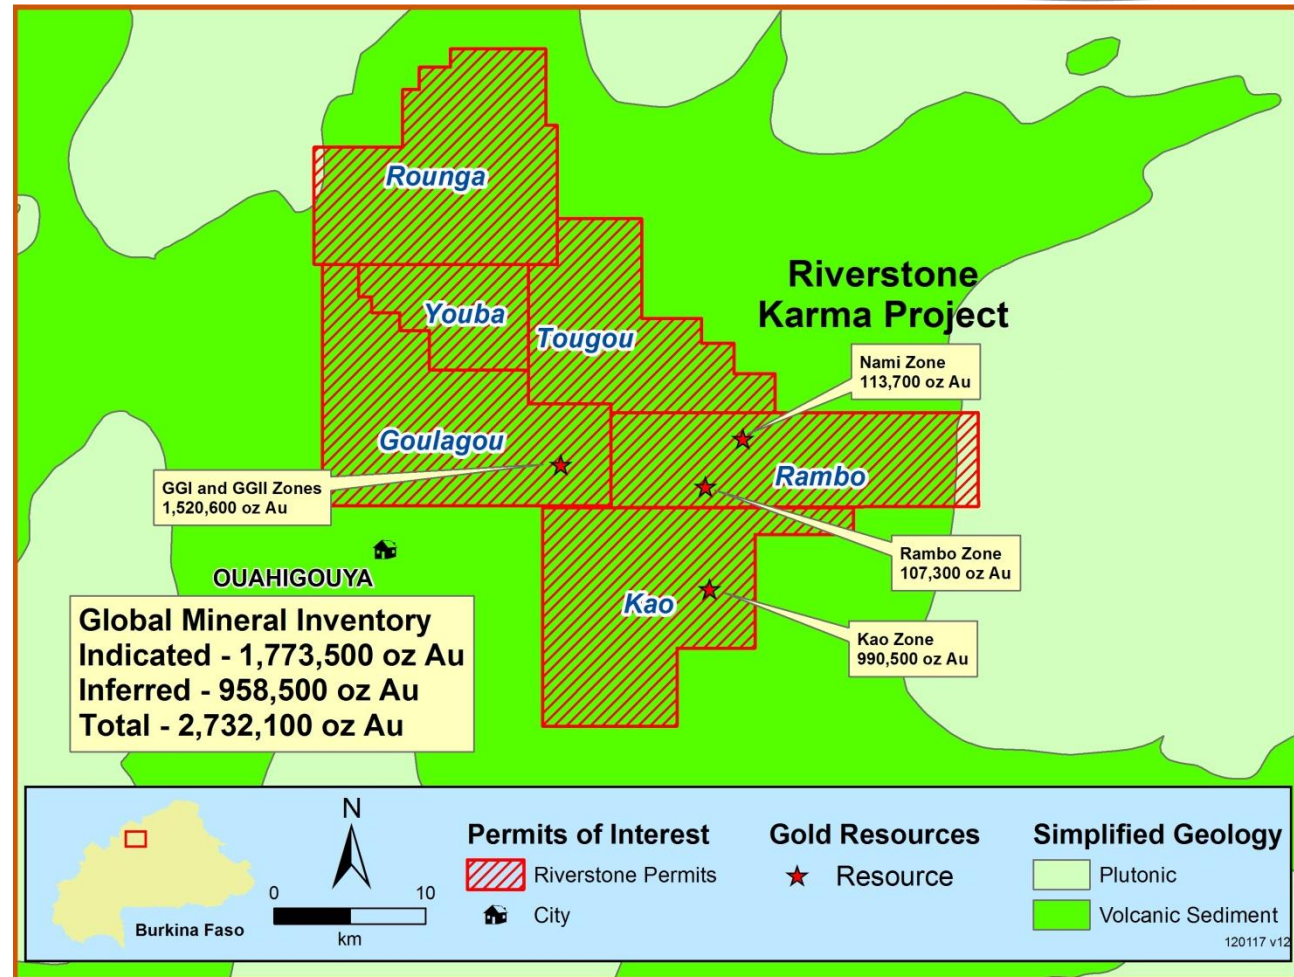 Rounga
Riverstone
Karma Project
Youba
Tougou
Nami Zone
113,700 oz Au
Goulagou
Rambo
GGI and GGII Zones
1,520,600 oz Au
Rambo Zone
107,300 oz Au
OUAHIGOUYA
Kao
Kao Zone
990,500 oz Au
Global Mineral Inventory
Indicated - 1,773,500 oz Au
Inferred - 958,500 oz Au
Total - 2,732,100 oz Au
Burkina Faso
N
0 10
km
Permits of Interest
Riverstone Permits
City
Gold Resources
Resource
Simplified Geology
Plutonic
Volcanic Sediment
120117 v12